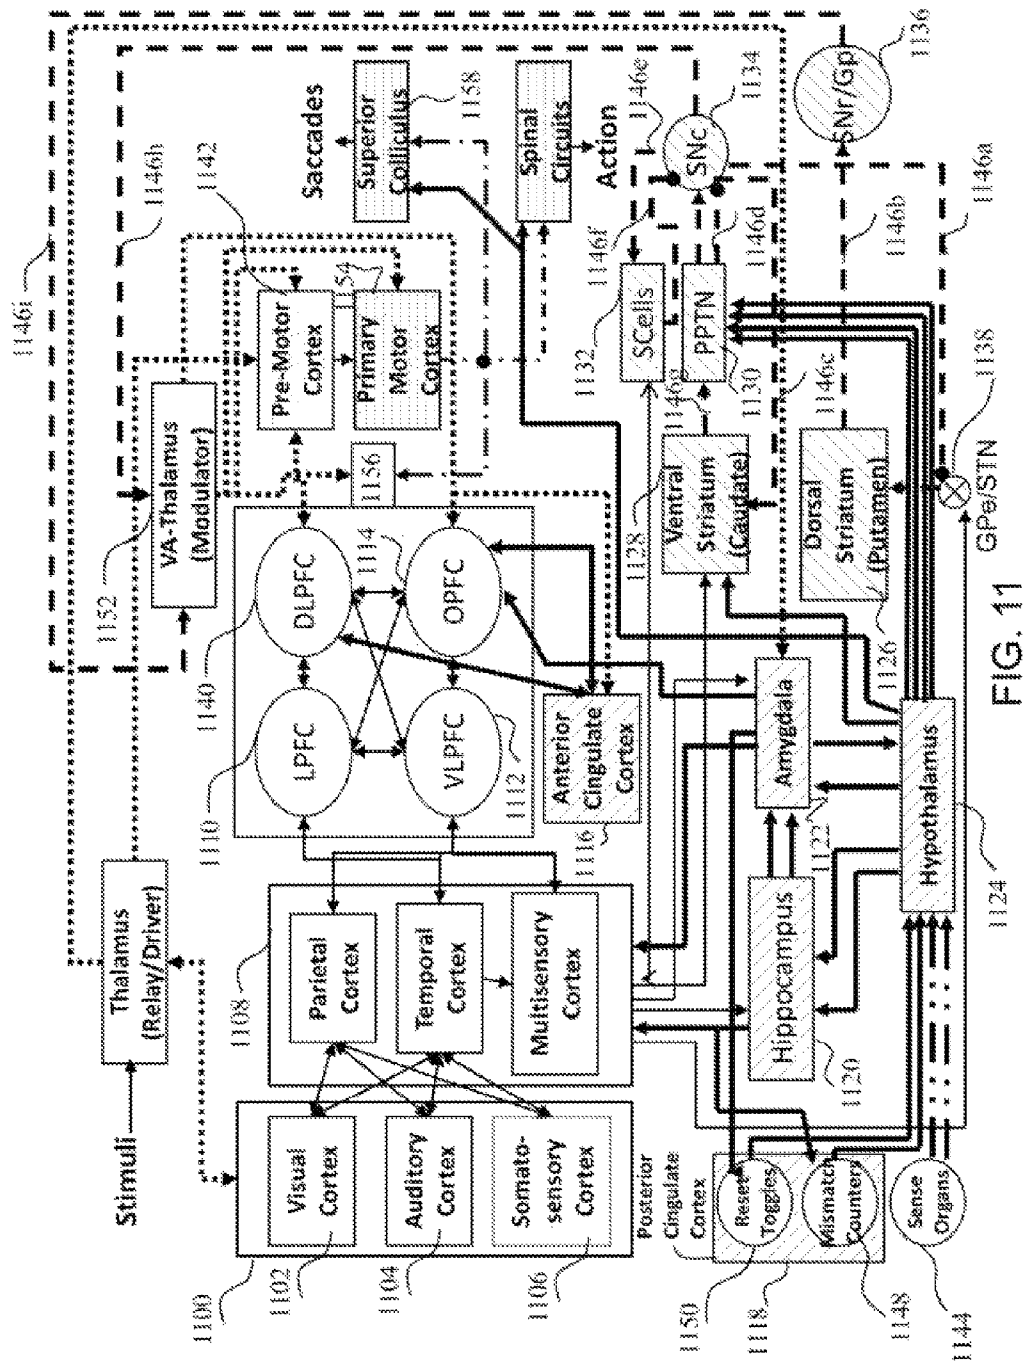 1146i
1146h
1142
1152
Stimuli
Thalamus
(Relay/Driver)
VA-Thalamus
(Modulator)
Pre-Motor
Cortex
1154
Primary
Motor
Cortex
1156
Saccades
Superior
Colliculus
1158
Spinal
Circuits
Action
1146e
1134
SNc
1136
SNr/Gp
1146f
1146d
1146a
1146b
1146c
1146g
1132
SCells
PPTN
1130
1138
GPe/STN
1128
Ventral
Striatum
(Caudate)
Dorsal
Striatum
(Putamen)
1126
1140
1110
DLPFC
LPFC
1114
OPFC
VLPFC
1112
Anterior
Cingulate
Cortex
1116
Amygdala
1122
Hypothalamus
1124
Hippocampus
1120
1108
Parietal
Cortex
Temporal
Cortex
Multisensory
Cortex
1100
1102
Visual
Cortex
1104
Auditory
Cortex
1106
Somato-
sensory
Cortex
Posterior
Cingulate
Cortex
Reset
Toggles
Mismatch
Counters
Sense
Organs
1150
1118
1148
1144
FIG. 11